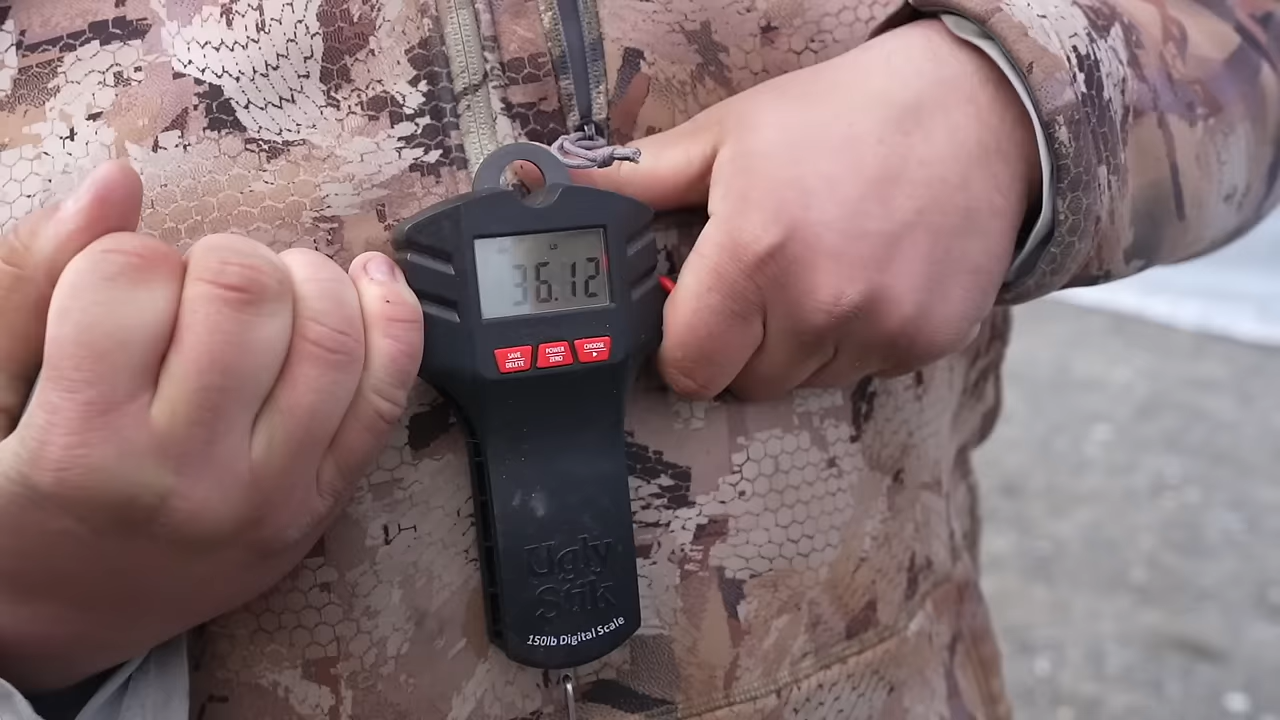 LB
36.12
SAVE
DELETE
POWER
ZERO
CHOOSE
Ugly
Stik
150lb Digital Scale